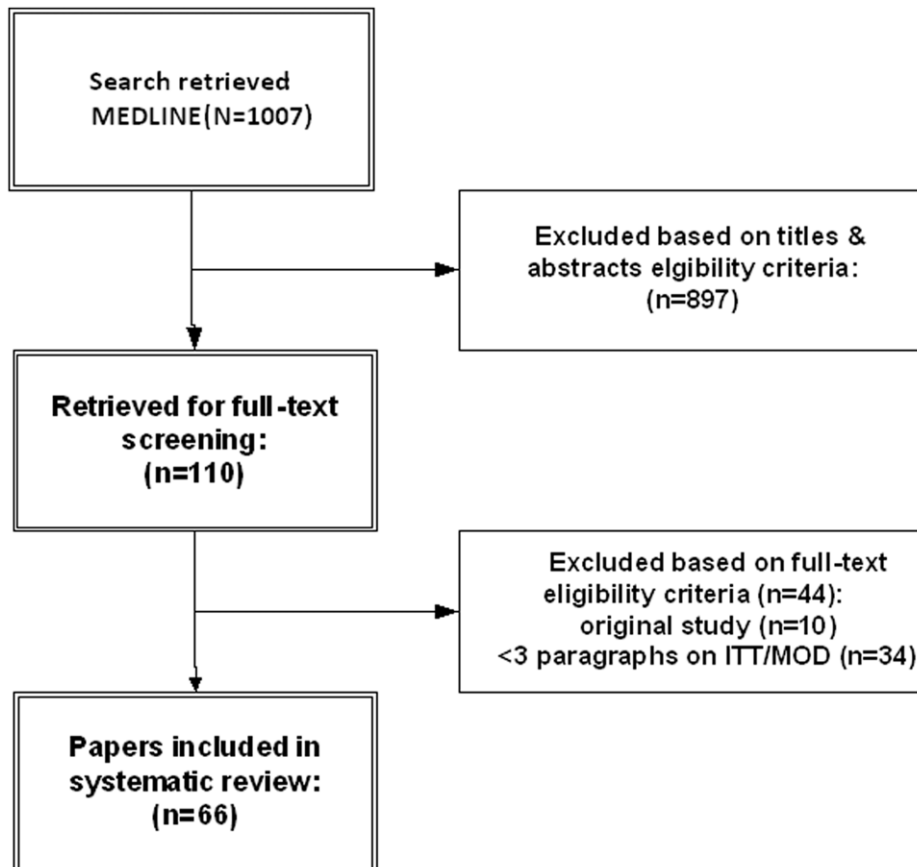 Search retrieved
MEDLINE(N=1007)
Excluded based on titles &
abstracts elgibility criteria:
(n=897)
Retrieved for full-text
screening:
(n=110)
Excluded based on full-text
eligibility criteria (n=44):
original study (n=10)
<3 paragraphs on ITT/MOD (n=34)
Papers included in
systematic review:
(n=66)